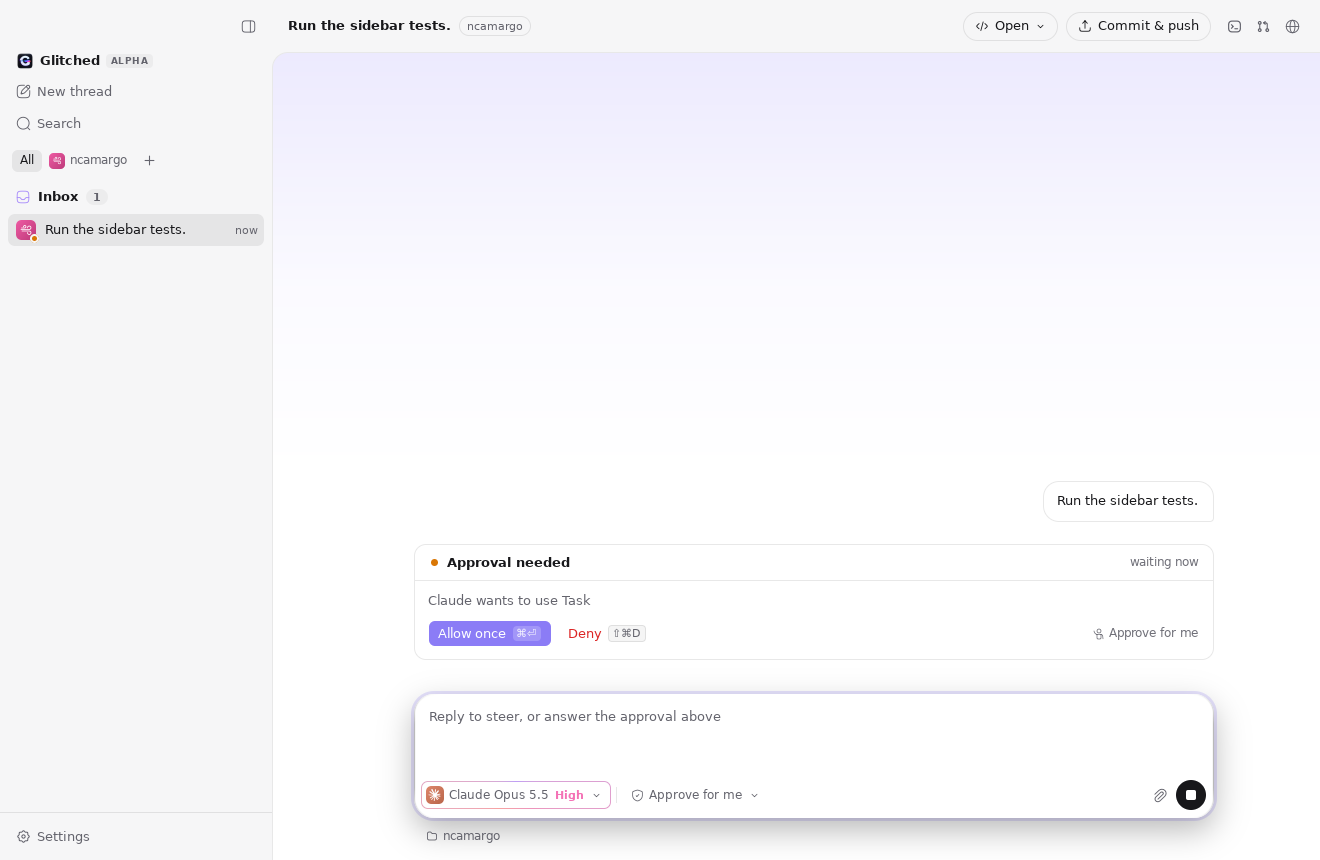 Run the sidebar tests. ncamargo Open Commit & push
Glitched ALPHA
New thread
Search
All ncamargo
Inbox 1
Run the sidebar tests. now
Run the sidebar tests.
Approval needed waiting now
Claude wants to use Task
Allow once ⌘⏎ Deny ⇧⌘D Approve for me
Reply to steer, or answer the approval above
Claude Opus 5.5 High Approve for me
ncamargo
Settings